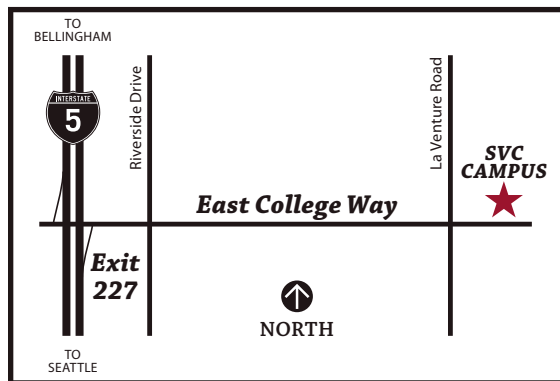 TO
BELLINGHAM
INTERSTATE
5
Riverside Drive
La Venture Road
SVC
CAMPUS
East College Way
Exit
227
NORTH
TO
SEATTLE